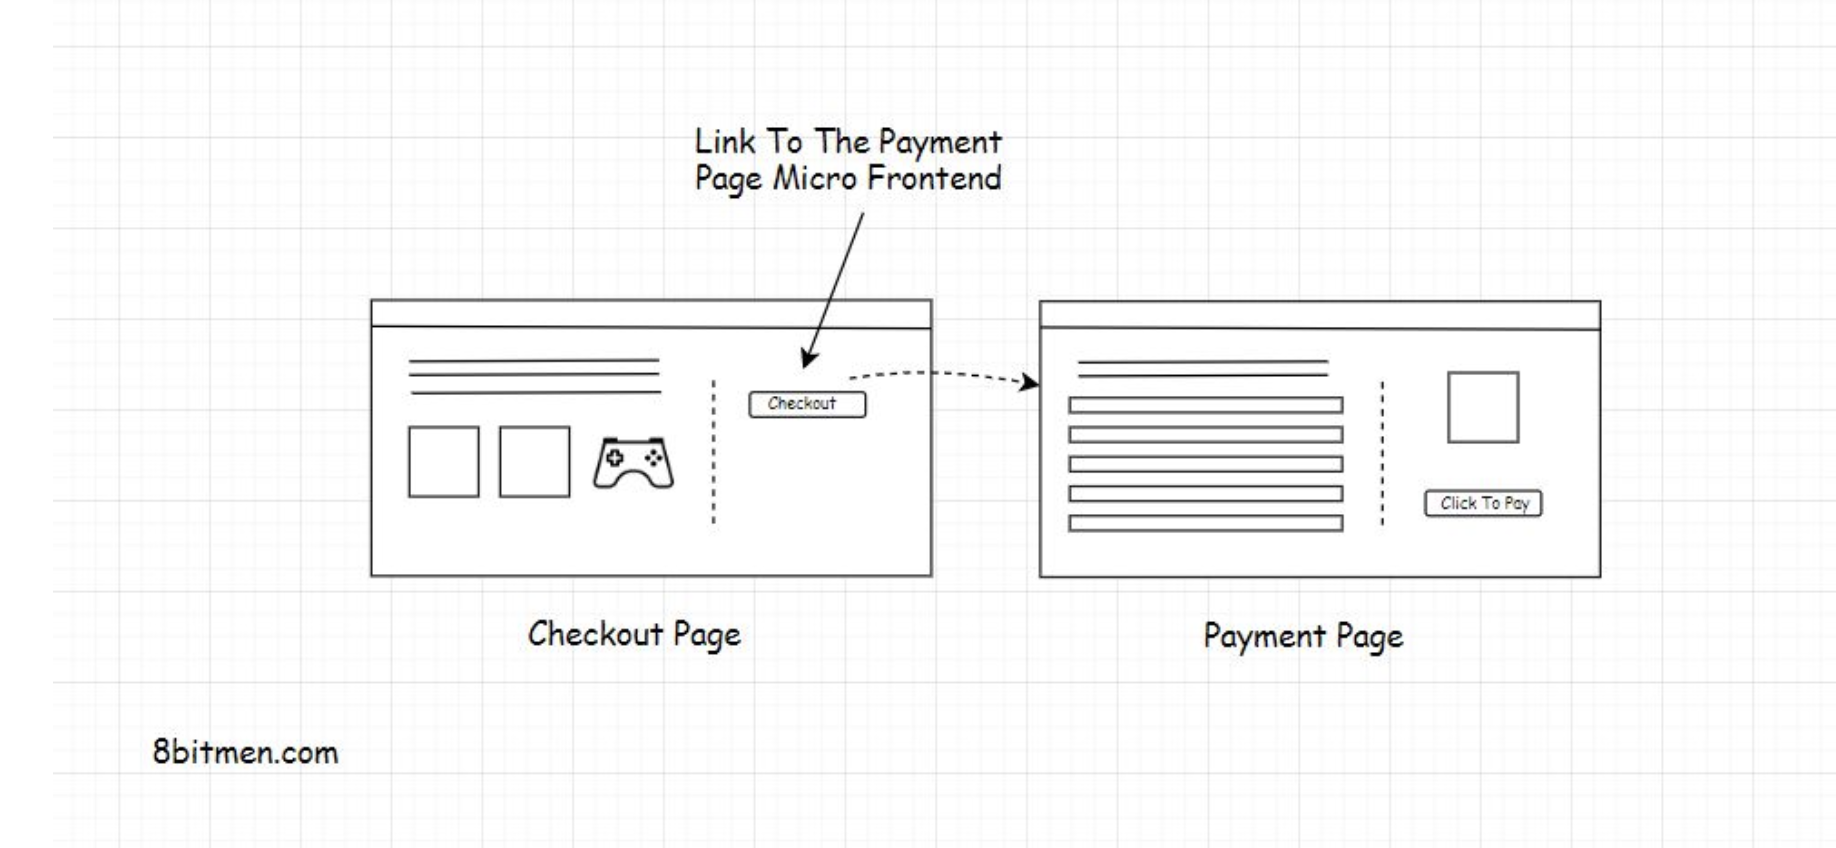 Link To The Payment
Page Micro Frontend
Checkout
Click To Pay
Checkout Page
Payment Page
8bitmen.com